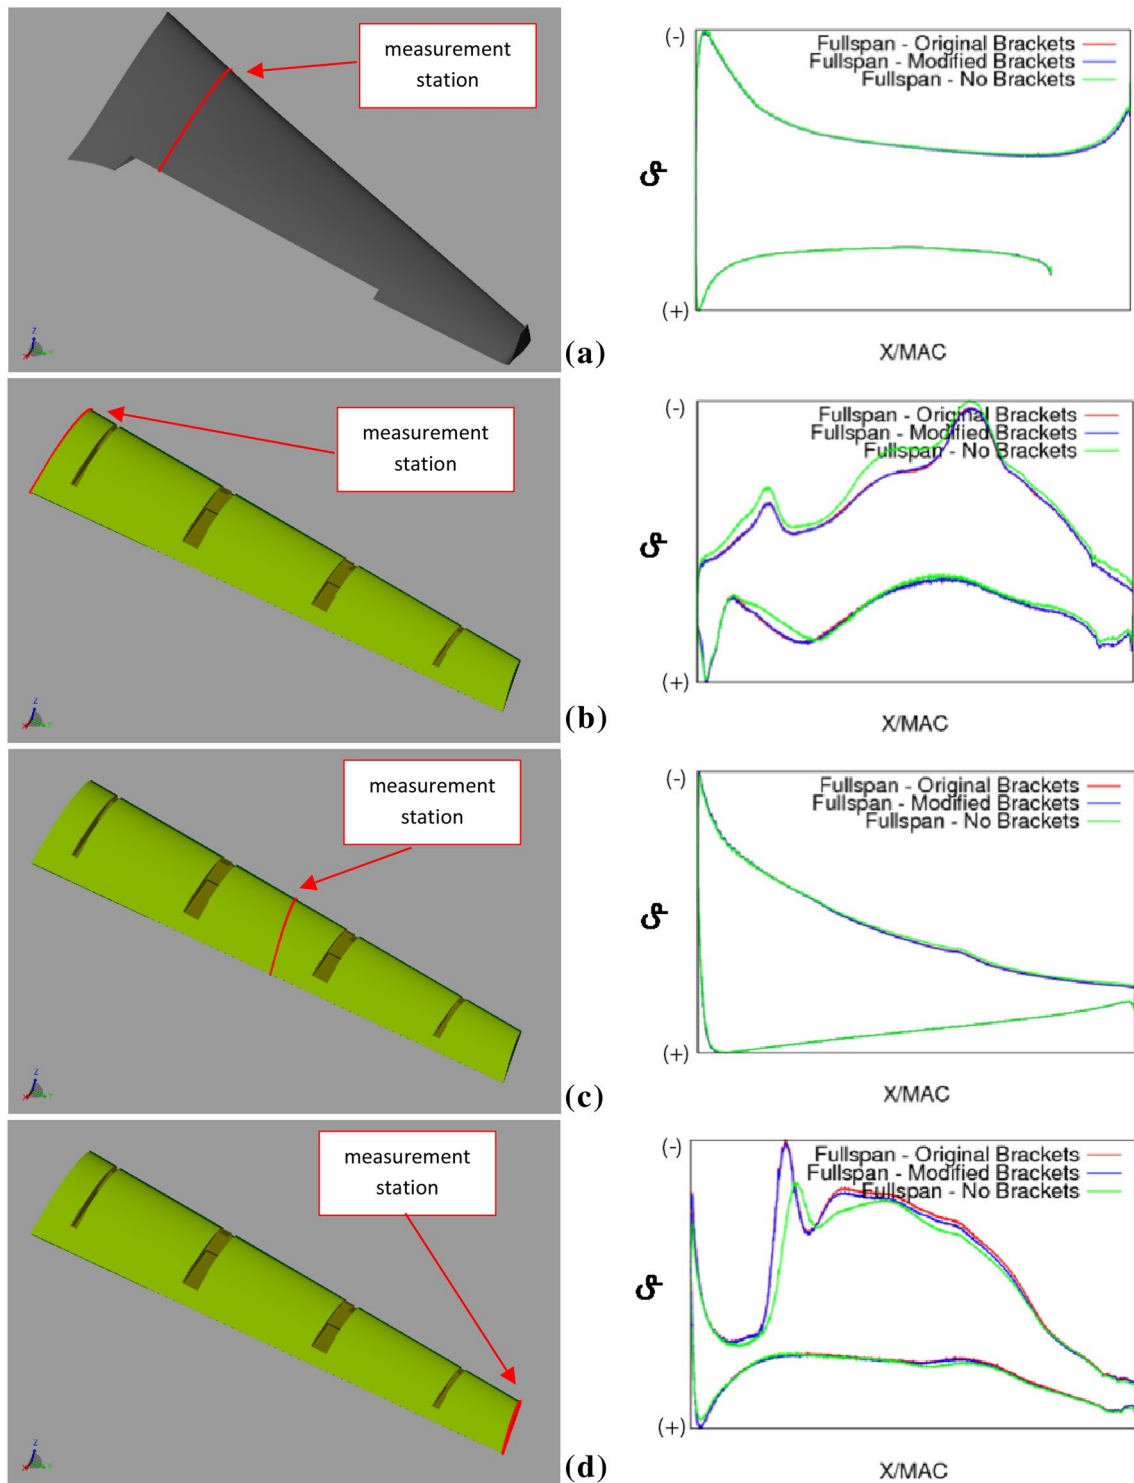 measurement
station
(-)
Fullspan - Original Brackets
Fullspan - Modified Brackets
Fullspan - No Brackets
Cp
(+)
X/MAC
Z
X
Y
(a)
measurement
station
(-)
Fullspan - Original Brackets
Fullspan - Modified Brackets
Fullspan - No Brackets
Cp
(+)
X/MAC
Z
X
Y
(b)
measurement
station
(-)
Fullspan - Original Brackets
Fullspan - Modified Brackets
Fullspan - No Brackets
Cp
(+)
X/MAC
Z
X
Y
(c)
measurement
station
(-)
Fullspan - Original Brackets
Fullspan - Modified Brackets
Fullspan - No Brackets
Cp
(+)
X/MAC
Z
X
Y
(d)